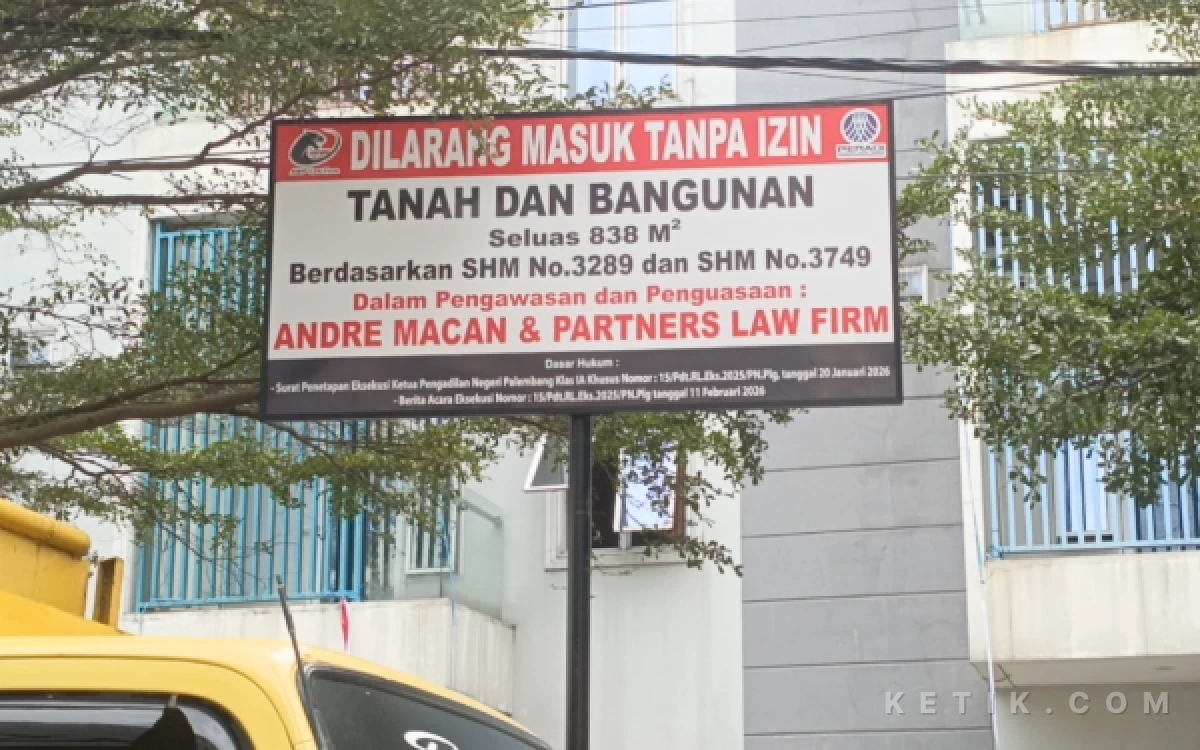 DILARANG MASUK TANPA IZIN
PERADI
TANAH DAN BANGUNAN
Seluas 838 M²
Berdasarkan SHM No.3289 dan SHM No.3749
Dalam Pengawasan dan Penguasaan :
ANDRE MACAN & PARTNERS LAW FIRM
Dasar Hukum :
- Surat Penetapan Eksekusi Ketua Pengadilan Negeri Palembang Klas IA Khusus Nomor : 15/Pdt.RL.Eks.2025/PN.Plg, tanggal 20 Januari 2026
- Berita Acara Eksekusi Nomor : 15/Pdt.RL.Eks.2025/PN.Plg tanggal 11 Februari 2026
KETIK.COM